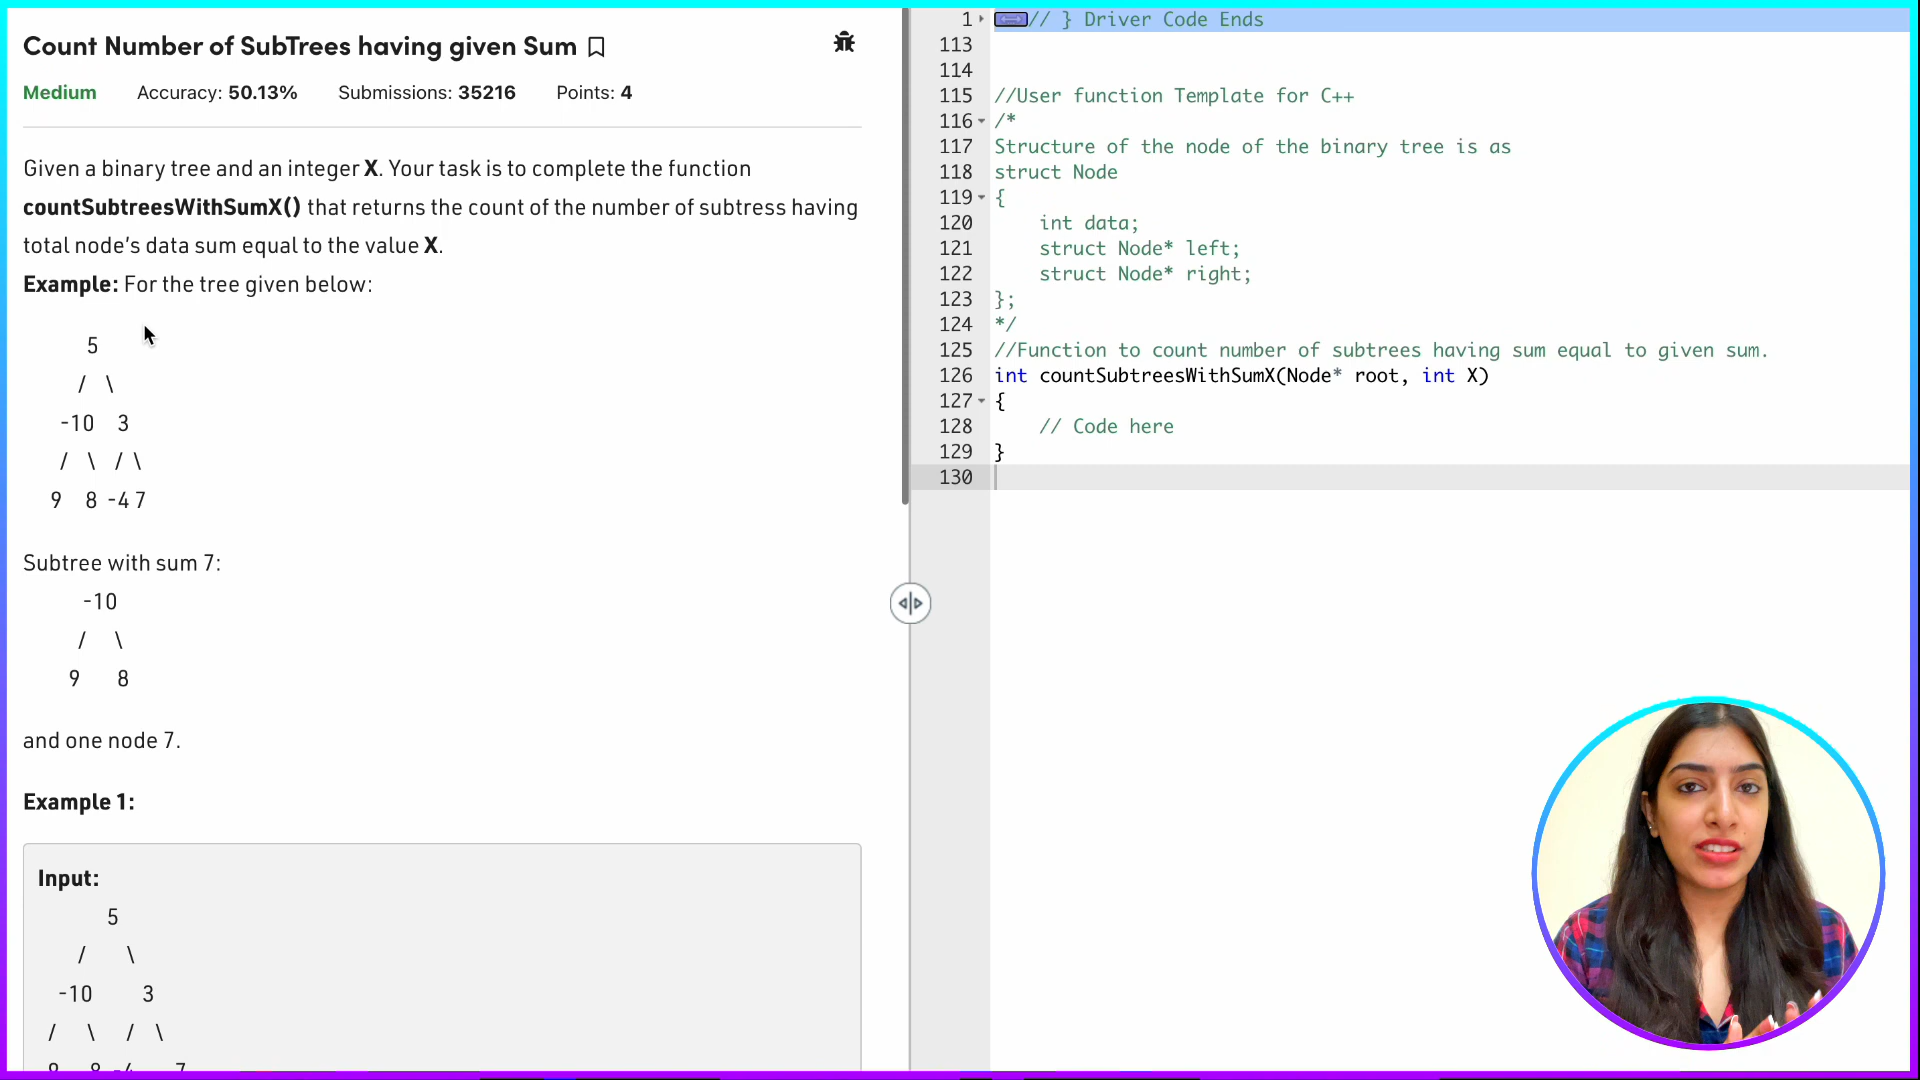 Count Number of SubTrees having given Sum
Medium Accuracy: 50.13% Submissions: 35216 Points: 4
Given a binary tree and an integer X. Your task is to complete the function
countSubtreesWithSumX() that returns the count of the number of subtress having
total node's data sum equal to the value X.
Example: For the tree given below:
5
/ \
-10 3
/ \ / \
9 8 -4 7
Subtree with sum 7:
-10
/ \
9 8
and one node 7.
Example 1:
Input:
5
/ \
-10 3
/ \ / \
9 8 -4 7
1 // } Driver Code Ends
113
114
115 //User function Template for C++
116 /*
117 Structure of the node of the binary tree is as
118 struct Node
119 {
120 int data;
121 struct Node* left;
122 struct Node* right;
123 };
124 */
125 //Function to count number of subtrees having sum equal to given sum.
126 int countSubtreesWithSumX(Node* root, int X)
127 {
128 // Code here
129 }
130